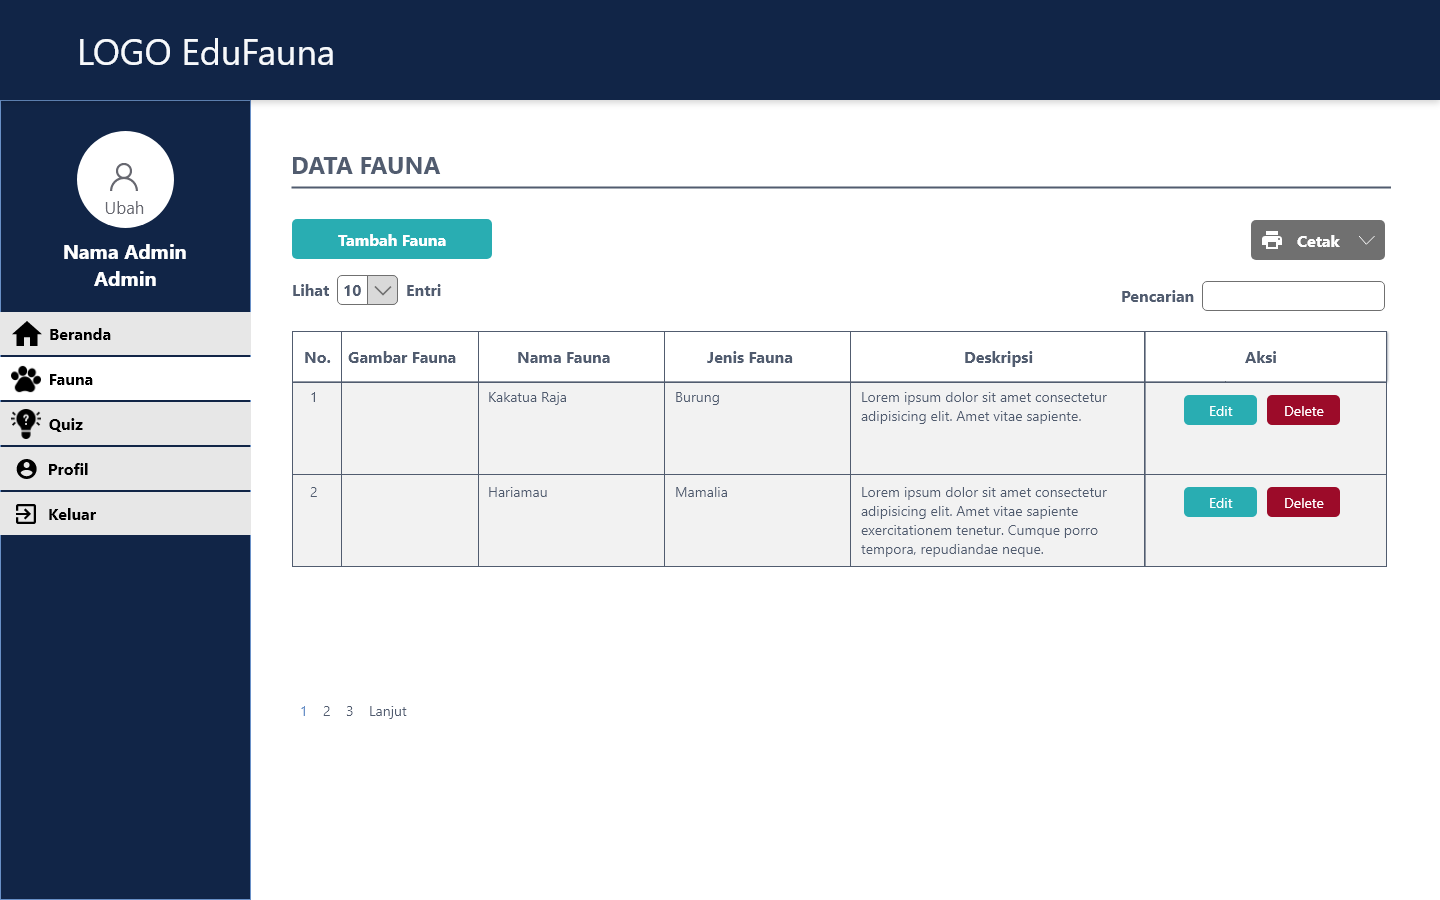 LOGO EduFauna
Ubah
Nama Admin
Admin
Beranda
Fauna
Quiz
Profil
Keluar
DATA FAUNA
Tambah Fauna
Cetak
Lihat 10 Entri
Pencarian
No. Gambar Fauna Nama Fauna Jenis Fauna Deskripsi Aksi
1 Kakatua Raja Burung Lorem ipsum dolor sit amet consectetur Edit Delete
adipisicing elit. Amet vitae sapiente.
2 Hariamau Mamalia Lorem ipsum dolor sit amet consectetur Edit Delete
adipisicing elit. Amet vitae sapiente
exercitationem tenetur. Cumque porro
tempora, repudiandae neque.
1 2 3 Lanjut